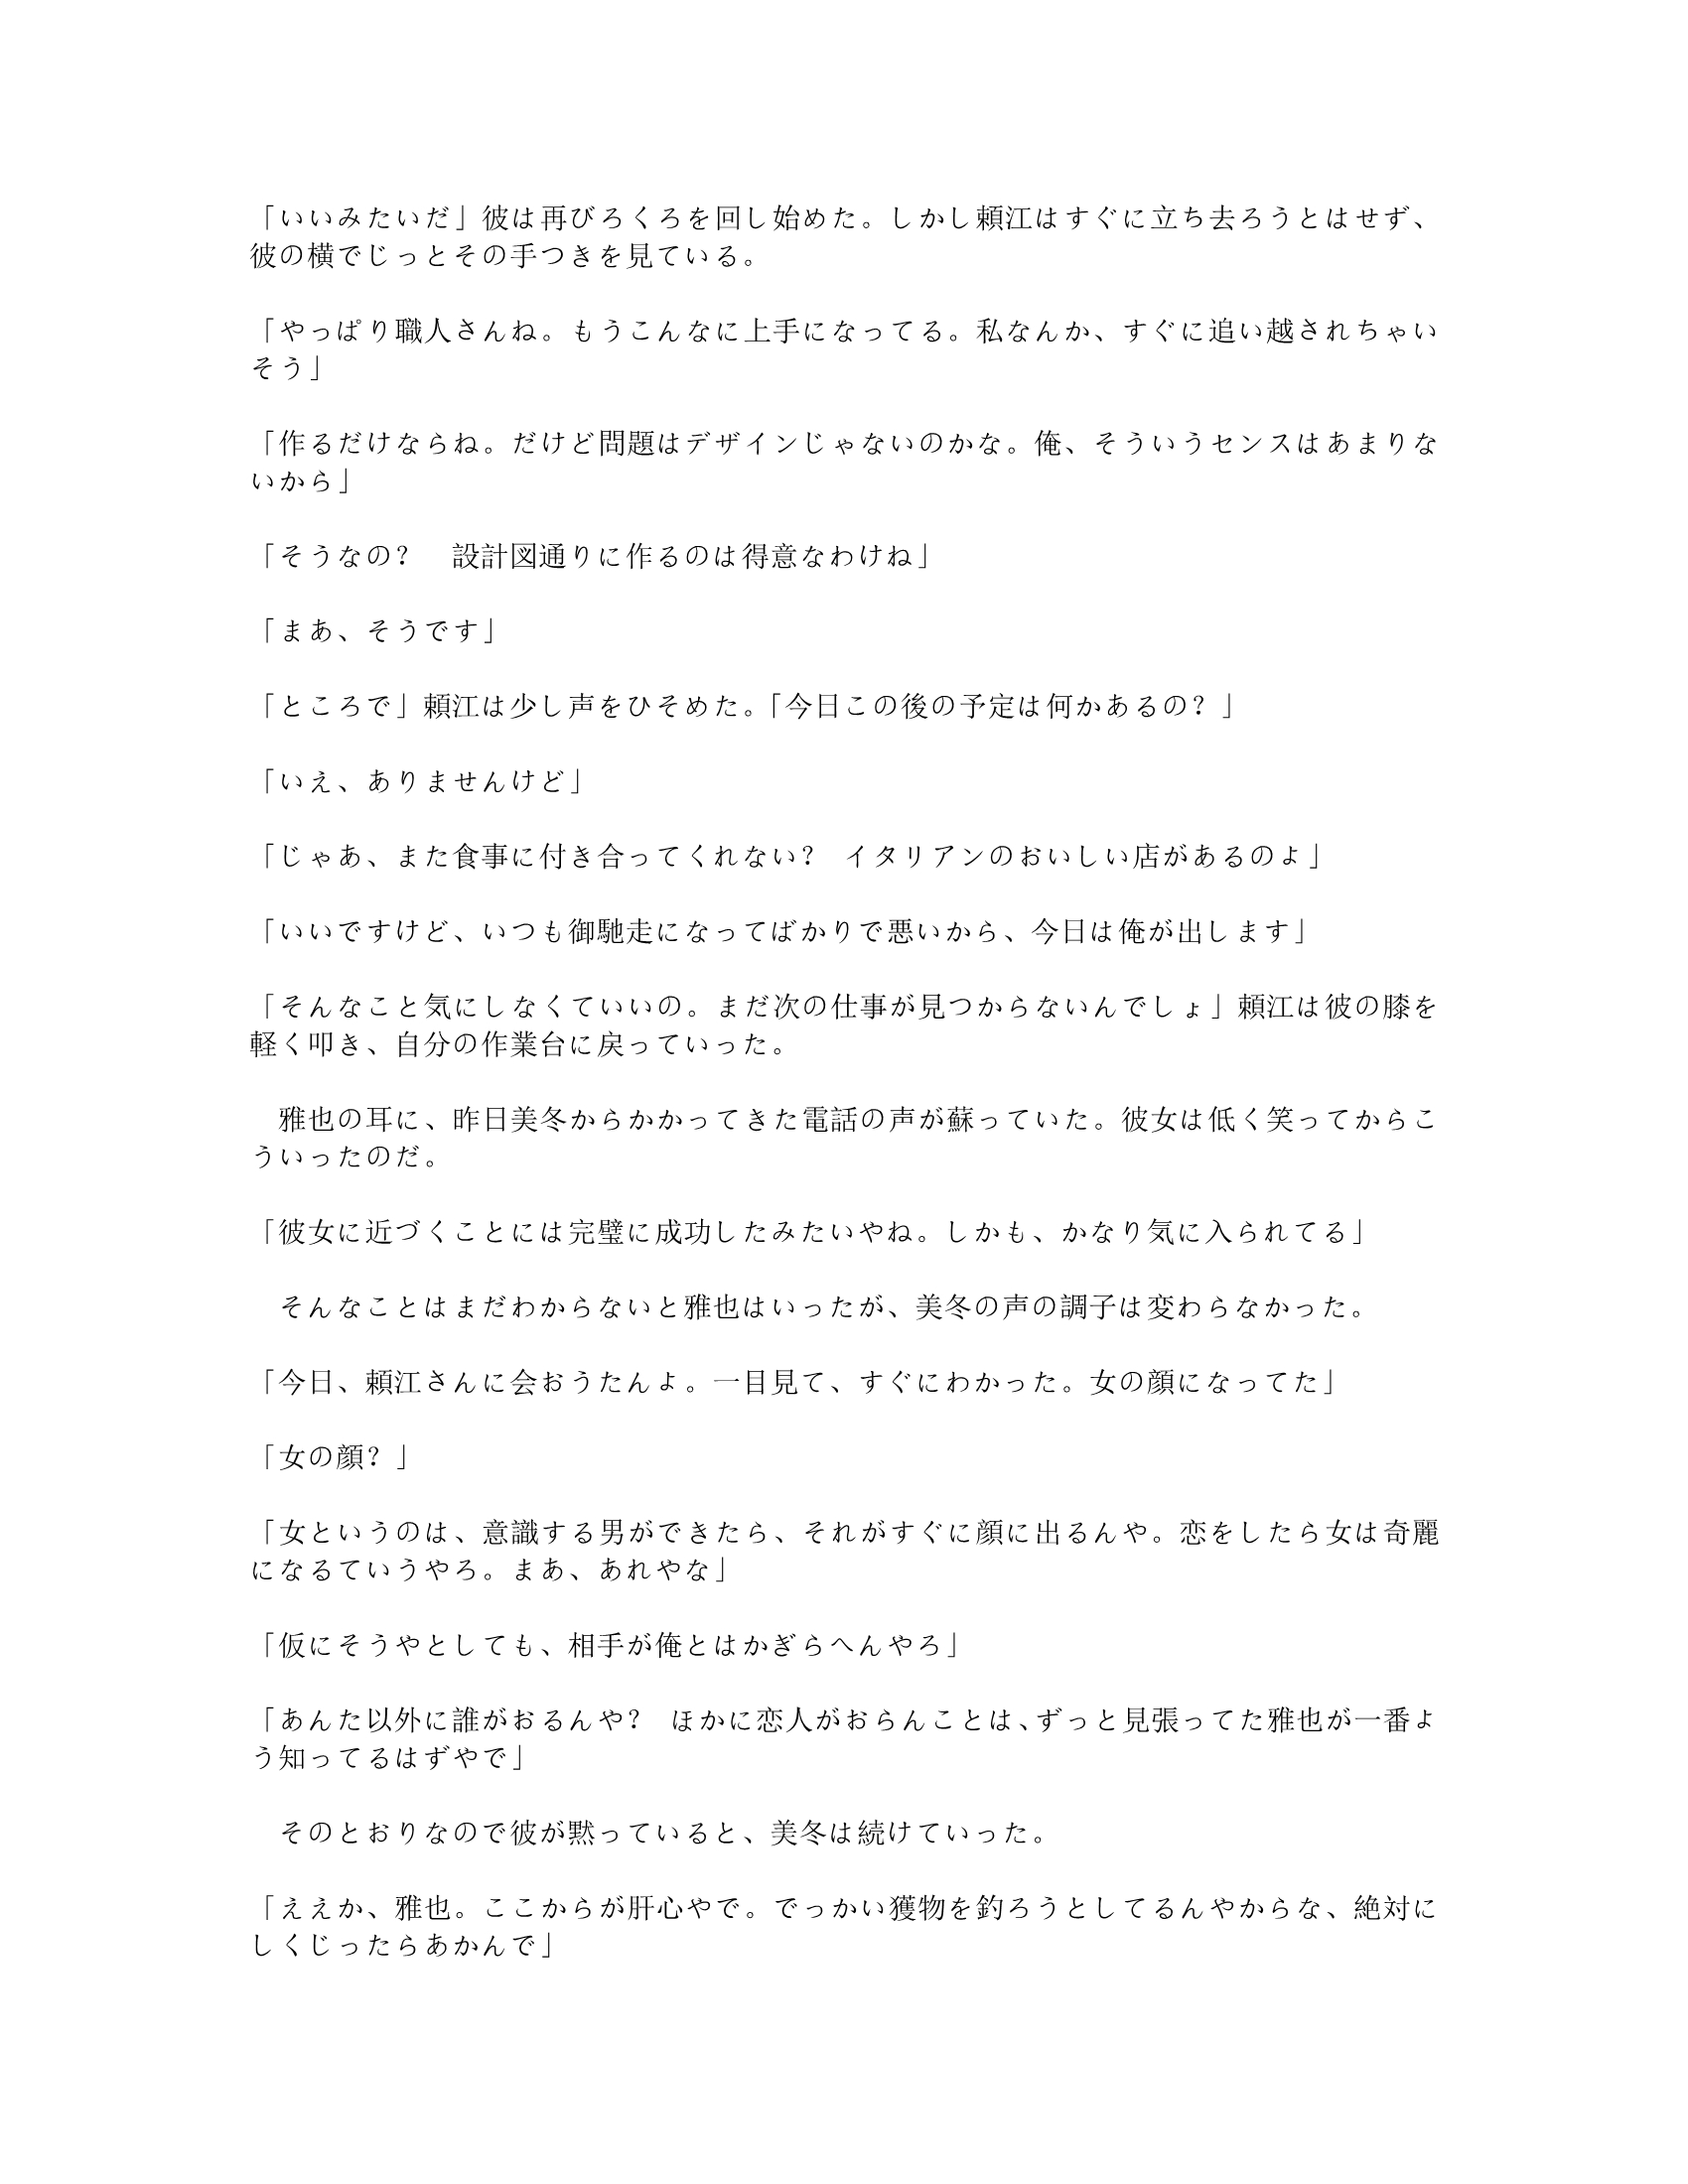 「いいみたいだ」彼は再びろくろを回し始めた。しかし頼江はすぐに立ち去ろうとはせず、
彼の横でじっとその手つきを見ている。
「やっぱり職人さんね。もうこんなに上手になってる。私なんか、すぐに追い越されちゃい
そう」
「作るだけならね。だけど問題はデザインじゃないのかな。俺、そういうセンスはあまりな
いから」
「そうなの？　設計図通りに作るのは得意なわけね」
「まあ、そうです」
「ところで」頼江は少し声をひそめた。「今日この後の予定は何かあるの？」
「いえ、ありませんけど」
「じゃあ、また食事に付き合ってくれない？　イタリアンのおいしい店があるのよ」
「いいですけど、いつも御馳走になってばかりで悪いから、今日は俺が出します」
「そんなこと気にしなくていいの。まだ次の仕事が見つからないんでしょ」頼江は彼の膝を
軽く叩き、自分の作業台に戻っていった。
　雅也の耳に、昨日美冬からかかってきた電話の声が蘇っていた。彼女は低く笑ってからこ
ういったのだ。
「彼女に近づくことには完璧に成功したみたいやね。しかも、かなり気に入られてる」
　そんなことはまだわからないと雅也はいったが、美冬の声の調子は変わらなかった。
「今日、頼江さんに会おうたんよ。一目見て、すぐにわかった。女の顔になってた」
「女の顔？」
「女というのは、意識する男ができたら、それがすぐに顔に出るんや。恋をしたら女は奇麗
になるていうやろ。まあ、あれやな」
「仮にそうやとしても、相手が俺とはかぎらへんやろ」
「あんた以外に誰がおるんや？　ほかに恋人がおらんことは、ずっと見張ってた雅也が一番よ
う知ってるはずやで」
　そのとおりなので彼が黙っていると、美冬は続けていった。
「ええか、雅也。ここからが肝心やで。でっかい獲物を釣ろうとしてるんやからな、絶対に
しくじったらあかんで」